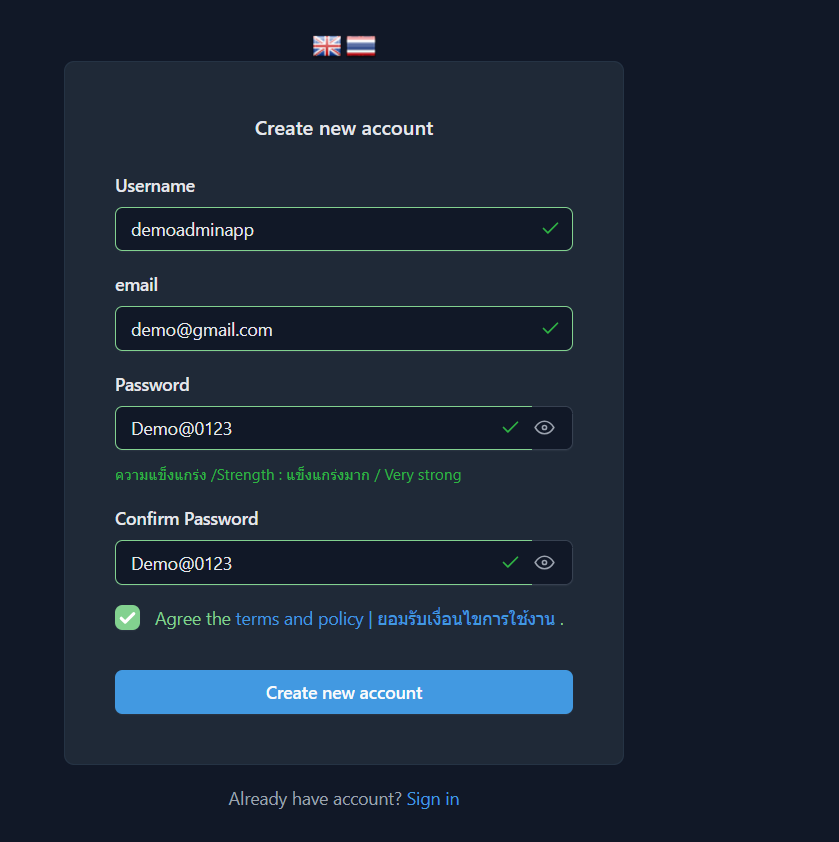 Create new account
Username
demoadminapp
email
demo@gmail.com
Password
Demo@0123
ความแข็งแกร่ง /Strength : แข็งแกร่งมาก / Very strong
Confirm Password
Demo@0123
Agree the terms and policy | ยอมรับเงื่อนไขการใช้งาน .
Create new account
Already have account? Sign in